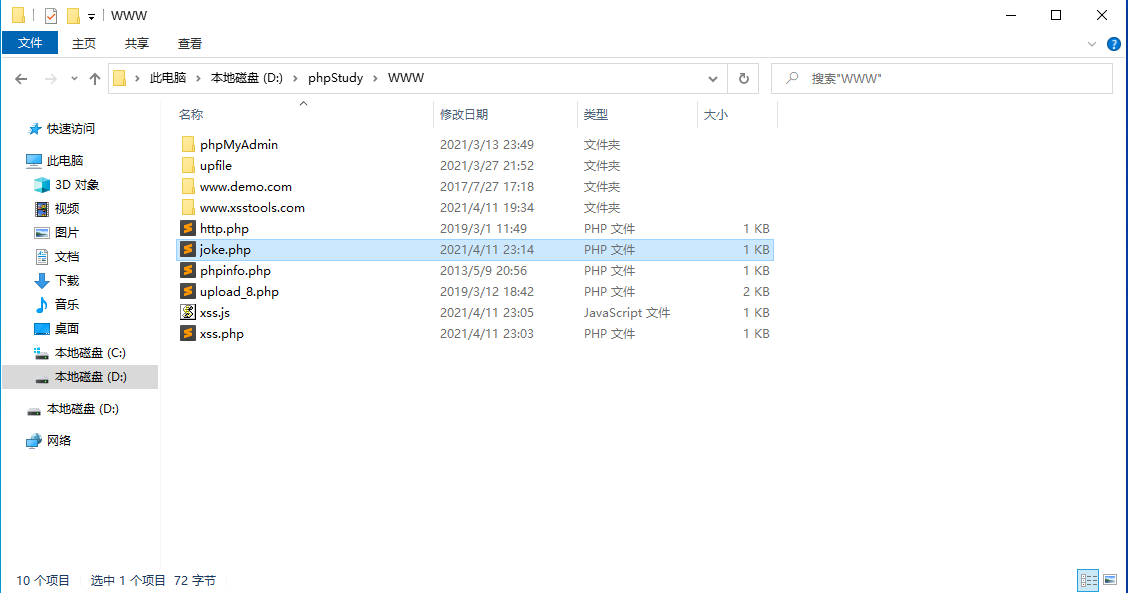 WWW
文件 主页 共享 查看
此电脑 本地磁盘 (D:) phpStudy WWW 搜索"WWW"
快速访问
此电脑
3D 对象
视频
图片
文档
下载
音乐
桌面
本地磁盘 (C:)
本地磁盘 (D:)
本地磁盘 (D:)
网络
名称 修改日期 类型 大小
phpMyAdmin 2021/3/13 23:49 文件夹
upfile 2021/3/27 21:52 文件夹
www.demo.com 2017/7/27 17:18 文件夹
www.xsstools.com 2021/4/11 19:34 文件夹
http.php 2019/3/1 11:49 PHP 文件 1 KB
joke.php 2021/4/11 23:14 PHP 文件 1 KB
phpinfo.php 2013/5/9 20:56 PHP 文件 1 KB
upload_8.php 2019/3/12 18:42 PHP 文件 2 KB
xss.js 2021/4/11 23:05 JavaScript 文件 1 KB
xss.php 2021/4/11 23:03 PHP 文件 1 KB
10 个项目 选中 1 个项目 72 字节